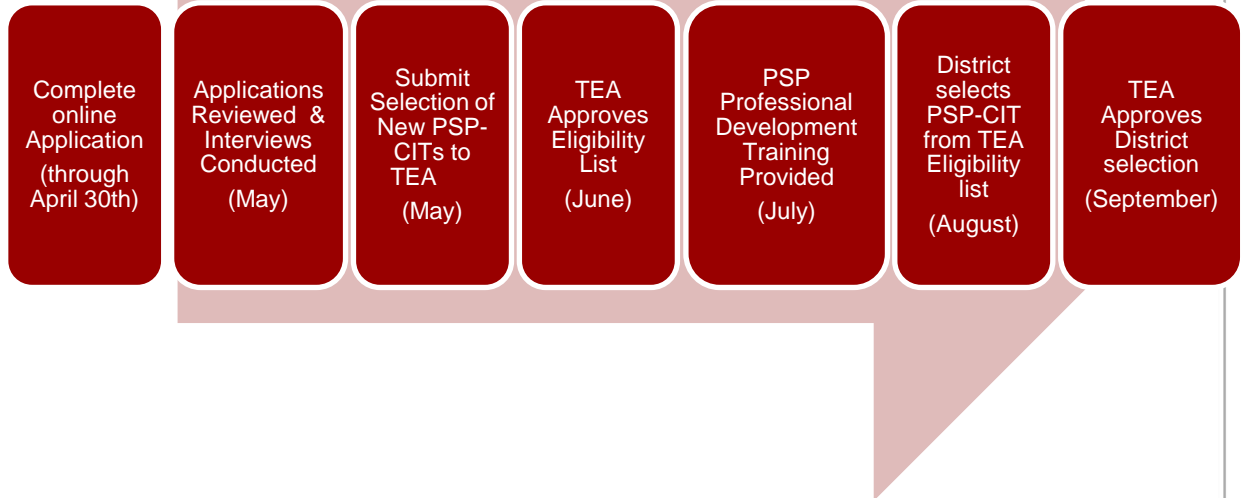 Complete
online
Application
(through
April 30th)
Applications
Reviewed &
Interviews
Conducted
(May)
Submit
Selection of
New PSP-
CITs to
TEA
(May)
TEA
Approves
Eligibility
List
(June)
PSP
Professional
Development
Training
Provided
(July)
District
selects
PSP-CIT
from TEA
Eligibility
list
(August)
TEA
Approves
District
selection
(September)